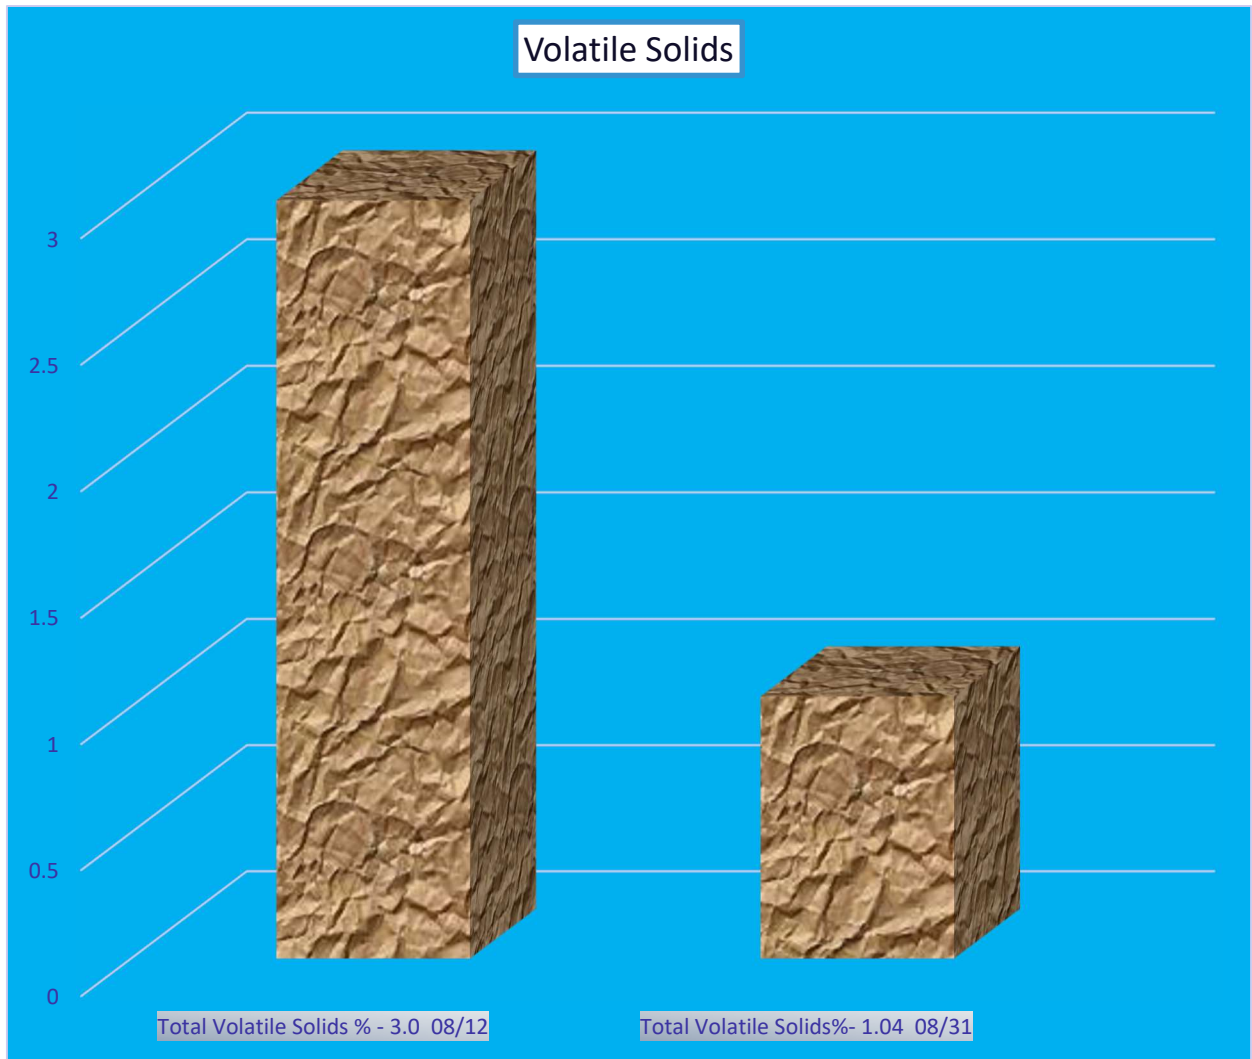 Volatile Solids
3
2.5
2
1.5
1
0.5
0
Total Volatile Solids % - 3.0  08/12
Total Volatile Solids%- 1.04  08/31